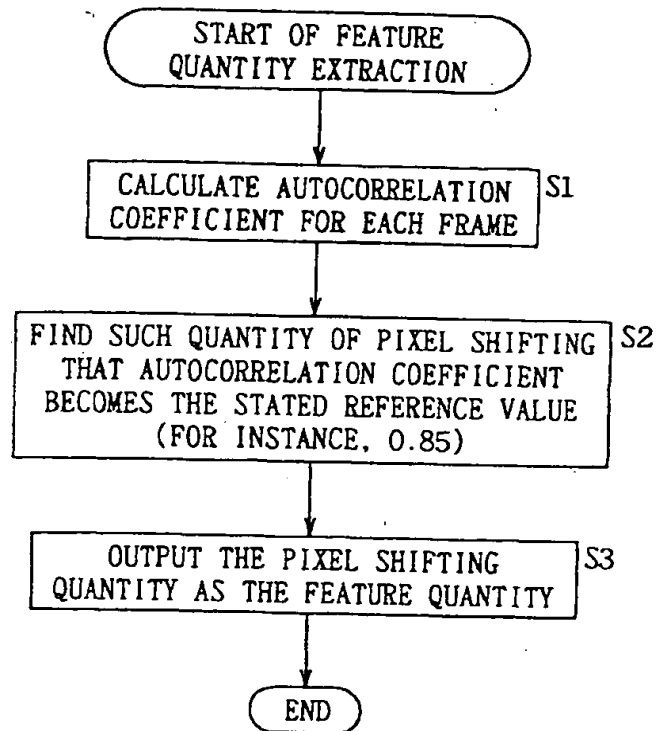 START OF FEATURE
QUANTITY EXTRACTION
CALCULATE AUTOCORRELATION
COEFFICIENT FOR EACH FRAME
S1
FIND SUCH QUANTITY OF PIXEL SHIFTING
THAT AUTOCORRELATION COEFFICIENT
BECOMES THE STATED REFERENCE VALUE
(FOR INSTANCE, 0.85)
S2
OUTPUT THE PIXEL SHIFTING
QUANTITY AS THE FEATURE QUANTITY
S3
END